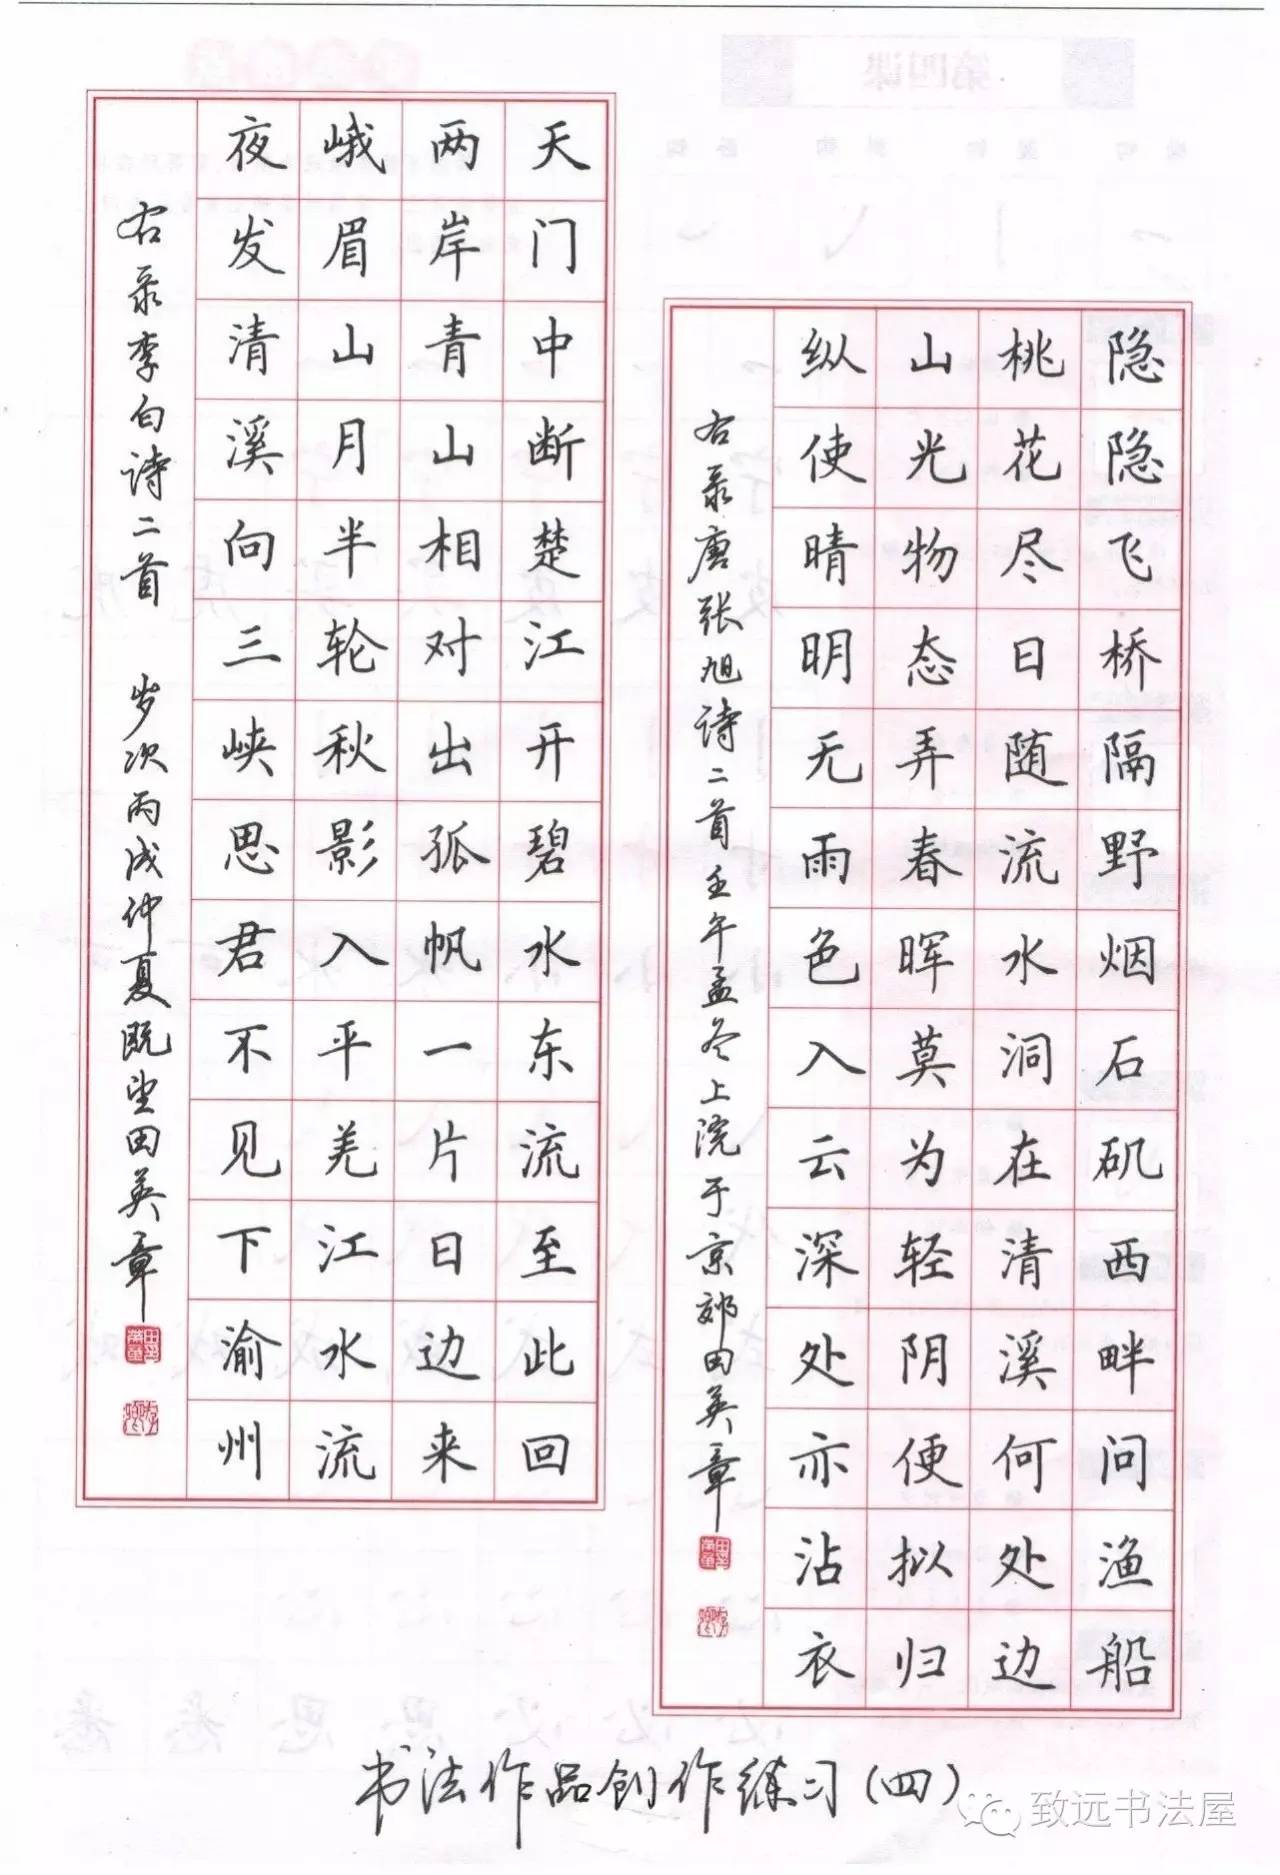 隐隐飞桥隔野烟石矶西畔问渔船
桃花尽日随流水洞在清溪何处边
山光物态弄春晖莫为轻阴便拟归
纵使晴明无雨色入云深处亦沾衣
右录唐张旭诗二首壬午孟冬上浣于京郊田英章
天门中断楚江开碧水东流至此回
两岸青山相对出孤帆一片日边来
峨眉山月半轮秋影入平羌江水流
夜发清溪向三峡思君不见下渝州
右录李白诗二首 岁次丙戌仲夏既望田英章
书法作品创作练习(四)
致远书法屋